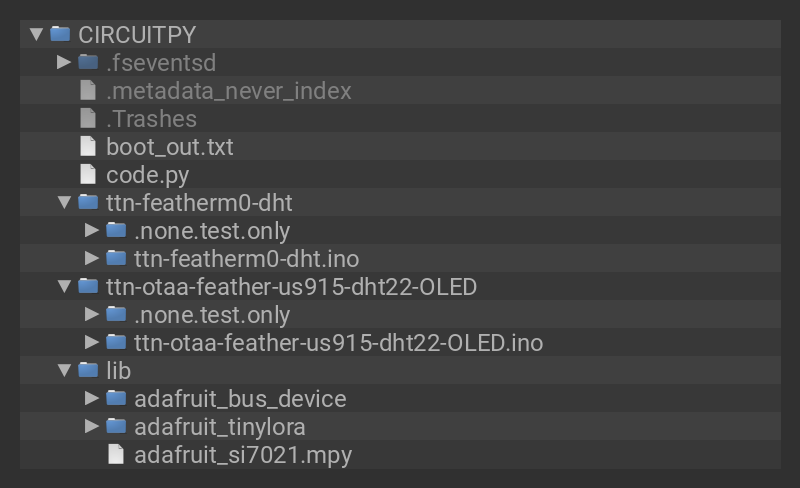 CIRCUITPY
.fseventsd
.metadata_never_index
.Trashes
boot_out.txt
code.py
ttn-featherm0-dht
.none.test.only
ttn-featherm0-dht.ino
ttn-otaa-feather-us915-dht22-OLED
.none.test.only
ttn-otaa-feather-us915-dht22-OLED.ino
lib
adafruit_bus_device
adafruit_tinylora
adafruit_si7021.mpy